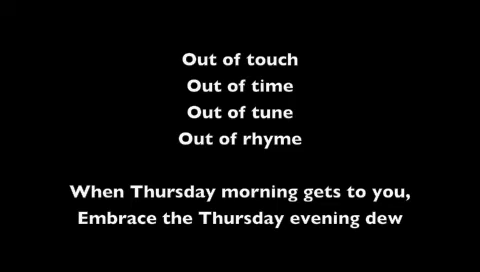 Out of touch
Out of time
Out of tune
Out of rhyme
When Thursday morning gets to you,
Embrace the Thursday evening dew